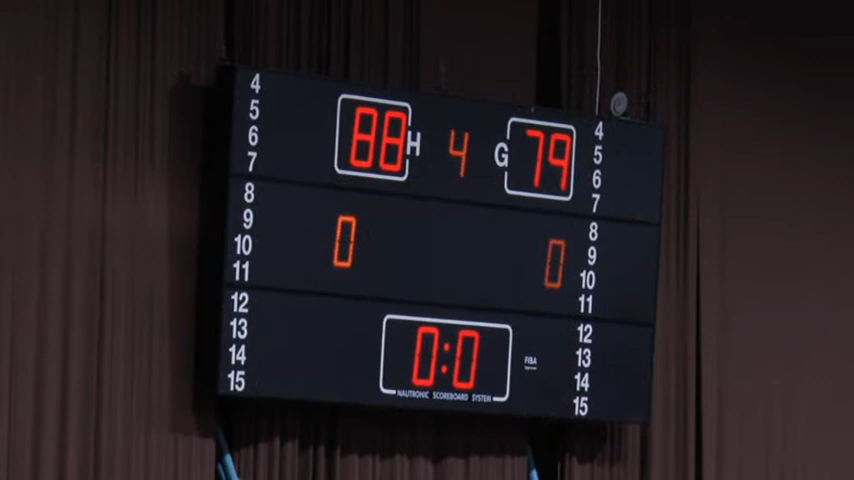 4 4
5 88 H 4 G 79 5
6 6
7 7
8 8
9 0 0 9
10 10
11 11
12 12
13 0:0 FIBA 13
14 14
15 NAUTRONIC SCOREBOARD SYSTEM 15